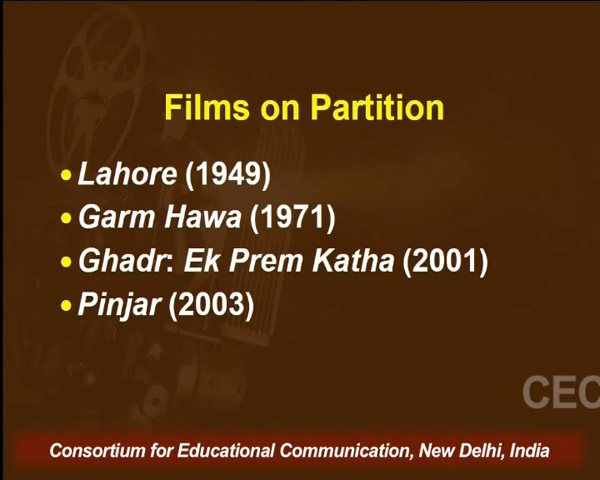 Films on Partition
• Lahore (1949)
• Garm Hawa (1971)
• Ghadr: Ek Prem Katha (2001)
• Pinjar (2003)
CEC
Consortium for Educational Communication, New Delhi, India